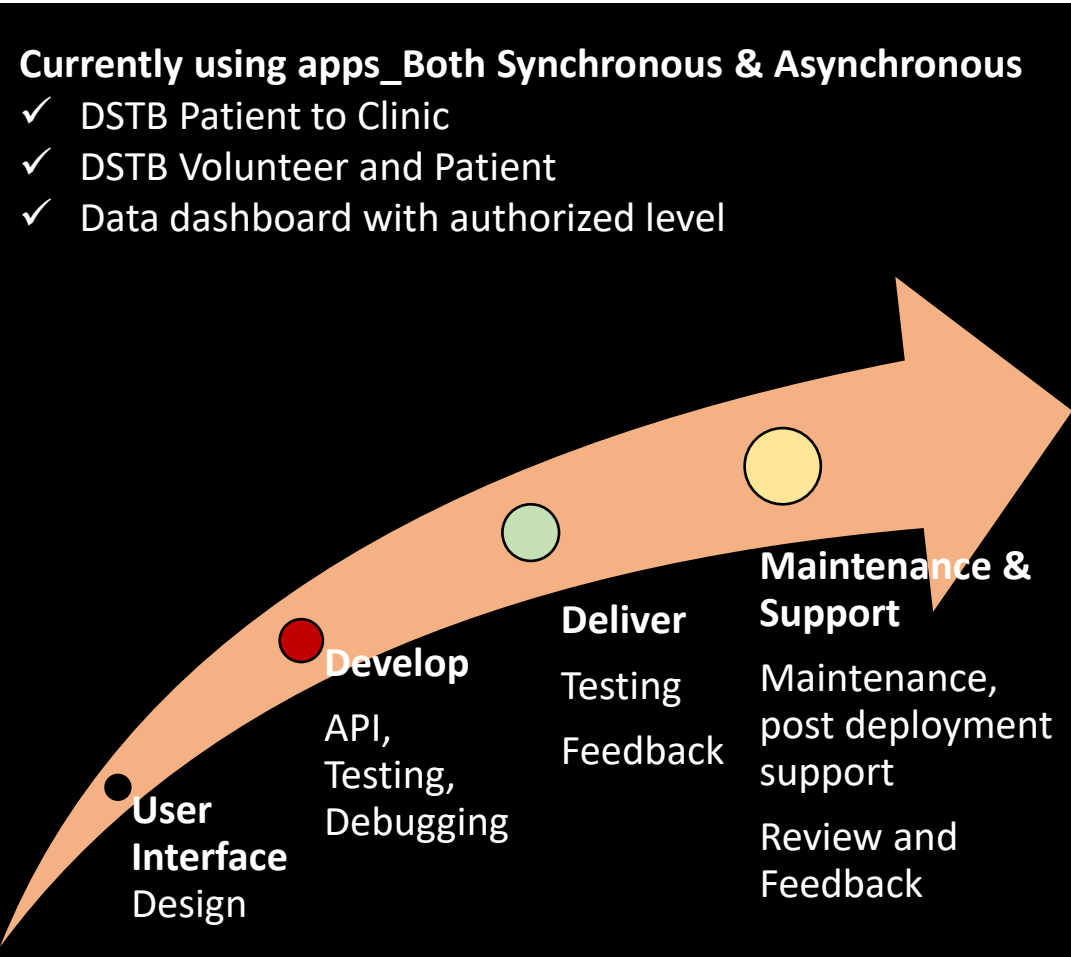 Currently using apps_Both Synchronous & Asynchronous
✓ DSTB Patient to Clinic
✓ DSTB Volunteer and Patient
✓ Data dashboard with authorized level
User
Interface
Design
Develop
API,
Testing,
Debugging
Deliver
Testing
Feedback
Maintenance &
Support
Maintenance,
post deployment
support
Review and
Feedback